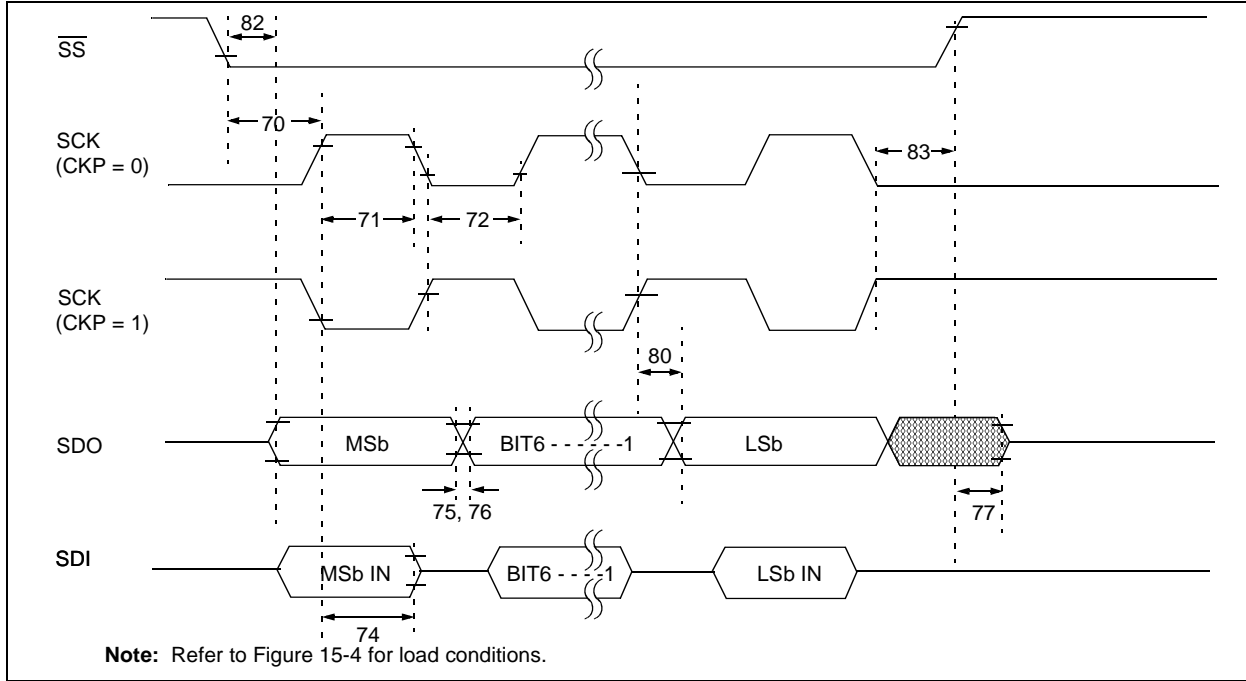 82
SS
70
SCK
(CKP = 0)
83
71
72
SCK
(CKP = 1)
80
SDO
MSb
BIT6 - - - - - -1
LSb
75, 76
77
SDI
MSb IN
BIT6 - - - -1
LSb IN
74
Note: Refer to Figure 15-4 for load conditions.